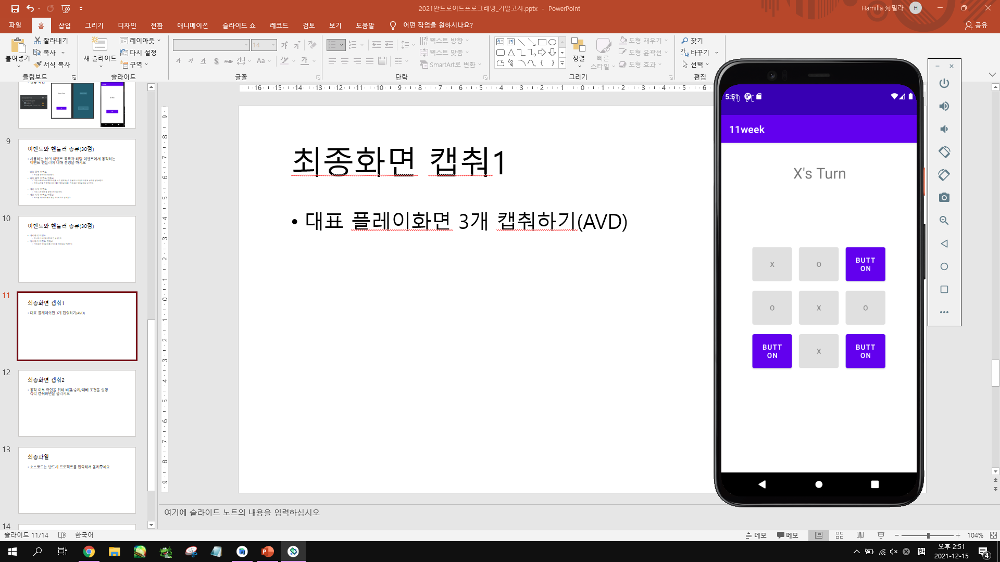 2021안드로이드프로그래밍_기말고사.pptx - PowerPoint
Hamilla 河밀라
H
파일 홈 삽입 그리기 디자인 전환 애니메이션 슬라이드 쇼 레코드 검토 보기 도움말 어떤 작업을 원하시나요?
공유
붙여넣기
잘라내기
복사
서식 복사
클립보드
새 슬라이드
레이아웃
다시 설정
구역
슬라이드
14
글꼴
텍스트 방향
텍스트 맞춤
SmartArt로 변환
단락
정렬
빠른 스타일
도형 채우기
도형 윤곽선
도형 효과
그리기
찾기
바꾸기
선택
편집
9
이벤트와 핸들러 종류(30점)
• 사용하는 뷰의 이벤트 목록과 해당 이벤트에서 동작하는
이벤트 핸들러에 대해 설명을 하시오
10
이벤트와 핸들러 종류(30점)
11
최종화면 캡춰1
• 대표 플레이화면 3개 캡춰하기(AVD)
12
최종화면 캡춰2
• 동작 여부 확인을 위해 비김/승리/패배 조건을 설명
각각 캡춰화면을 올리시오
13
최종파일
• 소스코드는 반드시 프로젝트를 압축해서 올려주세요
14
최종화면 캡춰1
• 대표 플레이화면 3개 캡춰하기(AVD)
5:51
11week
X's Turn
X O BUTT
ON
O X O
BUTT
ON X BUTT
ON
여기에 슬라이드 노트의 내용을 입력하십시오
슬라이드 11/14 한국어
메모 메모 104%
오후 2:51
2021-12-15
한
4